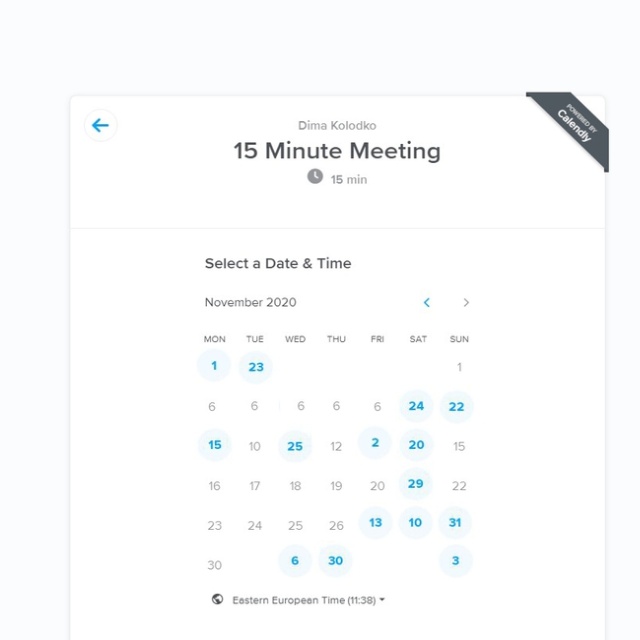 POWERED BY
Calendly
Dima Kolodko
15 Minute Meeting
15 min
Select a Date & Time
November 2020
MON TUE WED THU FRI SAT SUN
1 23 1
6 6 6 6 6 24 22
15 10 25 12 2 20 15
16 17 18 19 20 29 22
23 24 25 26 13 10 31
30 6 30 3
Eastern European Time (11:38)